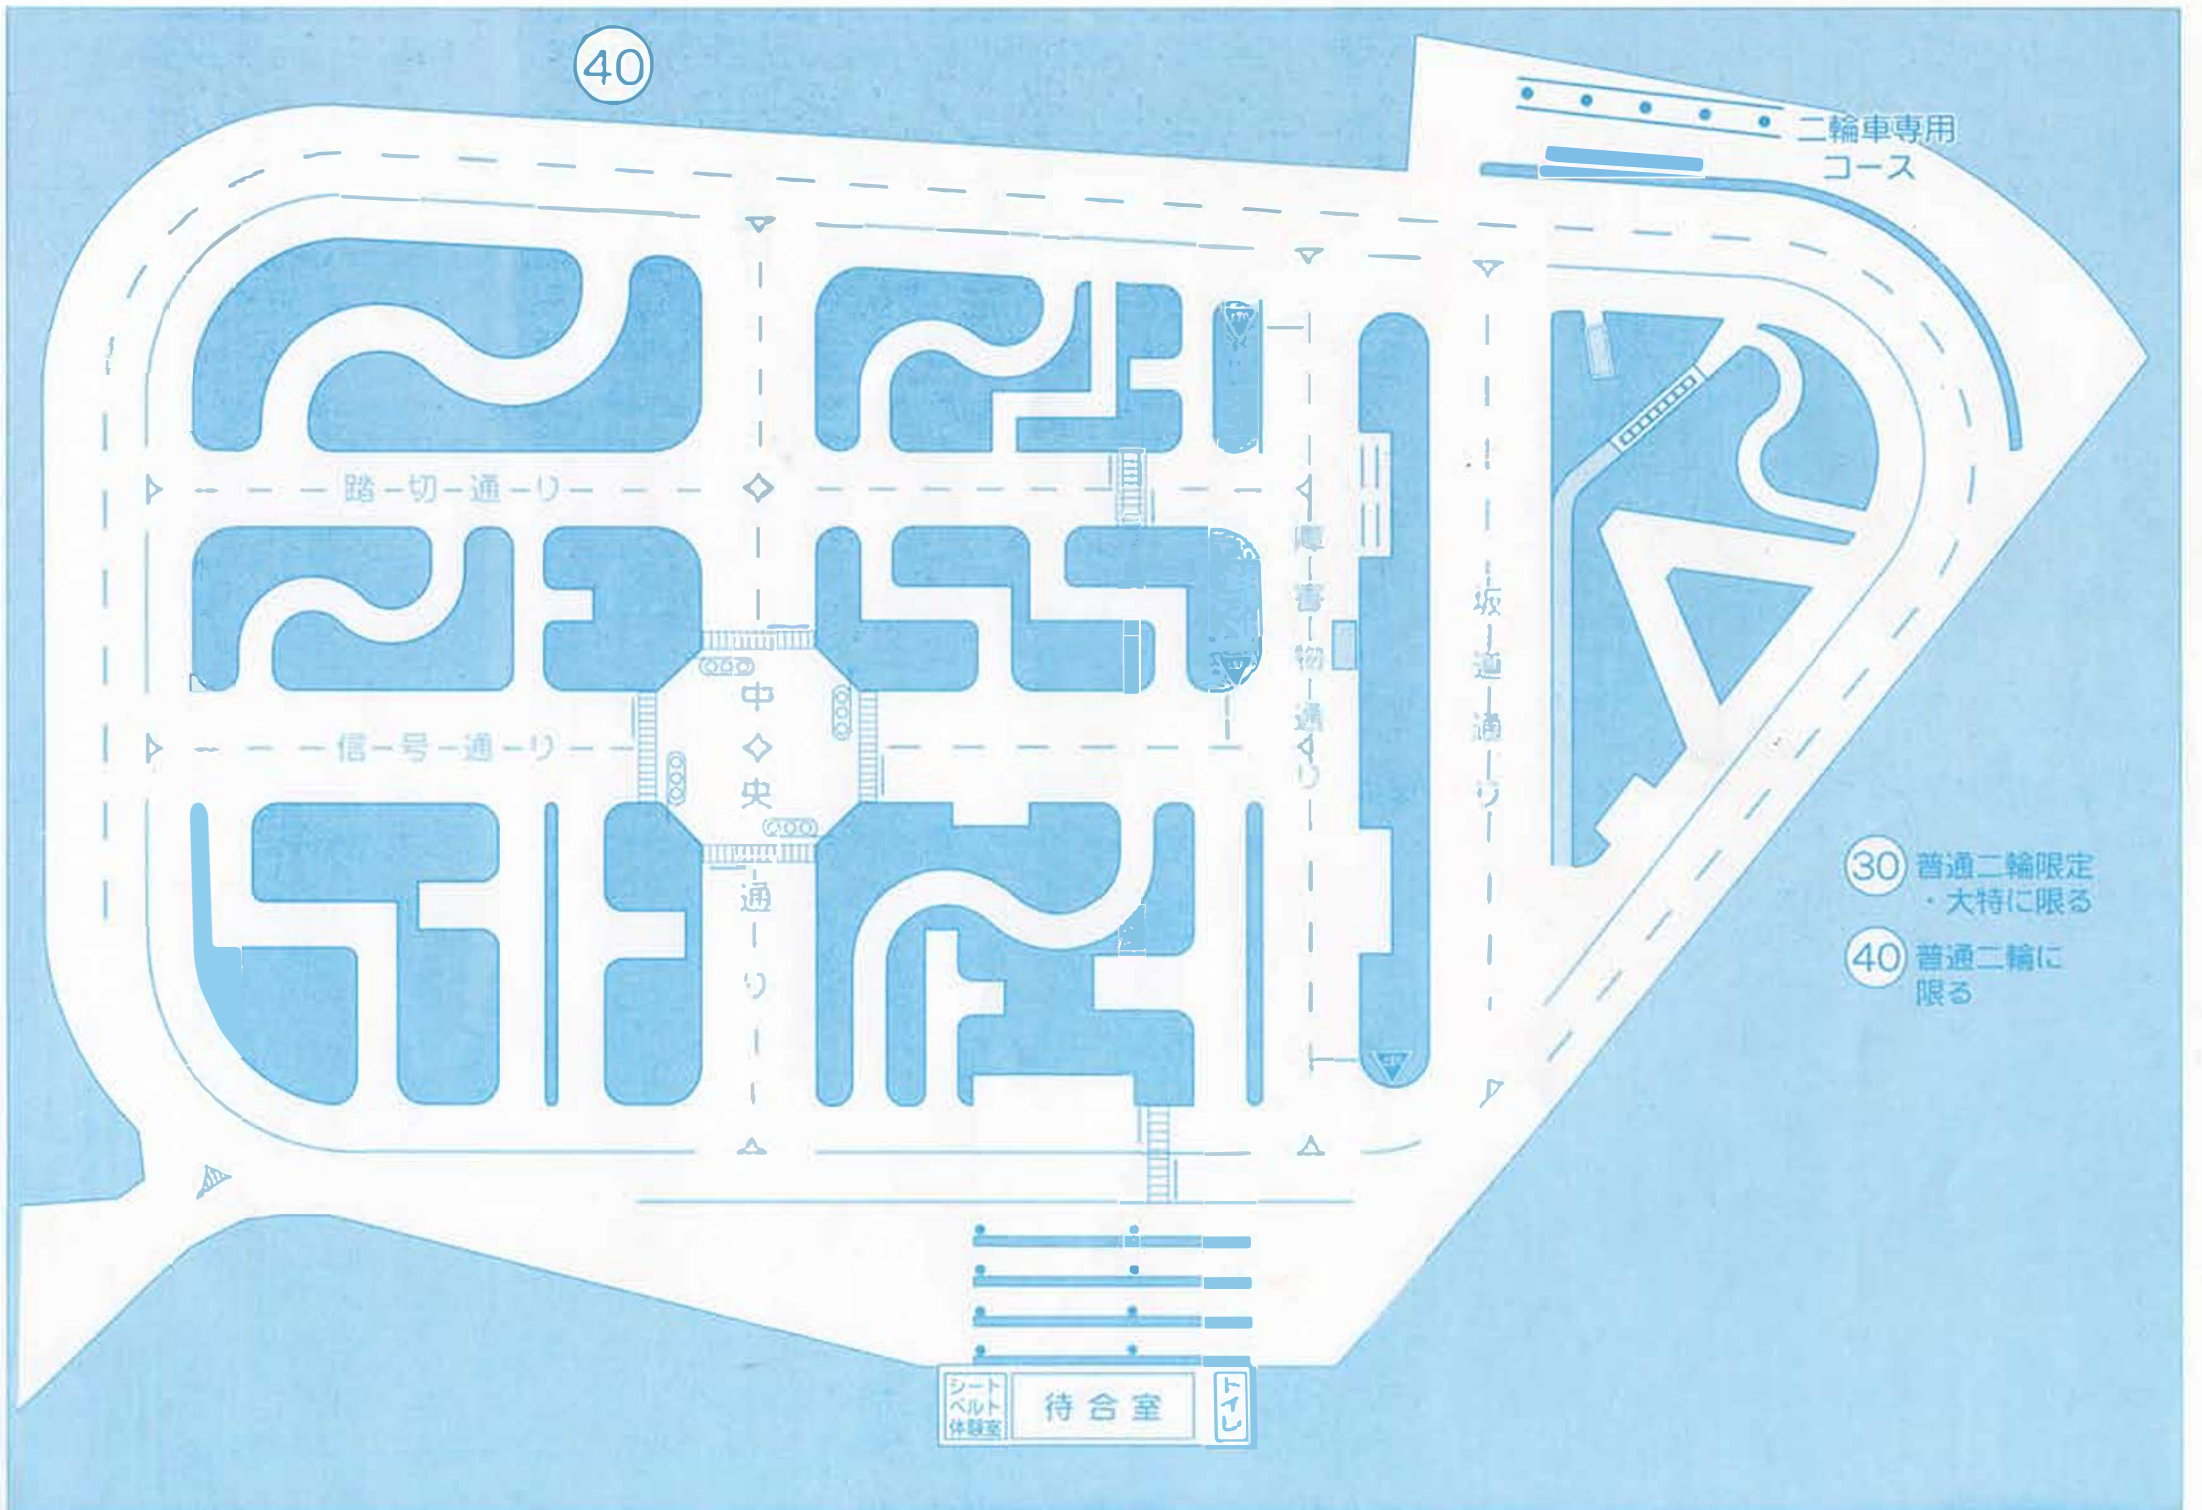 40
二輪車専用
コース
踏切通り
障害物通り
坂道通り
中央通り
信号通り
30 普通二輪限定
・大特に限る
40 普通二輪に
限る
シート
ベルト
体験室
待合室
トイレ